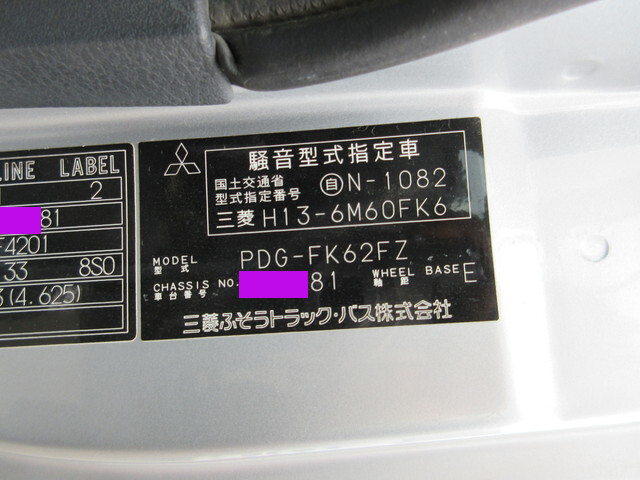 LINE LABEL
2
81
F4201
33 8S0
3(4.625)
騒音型式指定車
国土交通省
型式指定番号
自N-1082
三菱 H13-6M60FK6
MODEL
型式
PDG-FK62FZ
CHASSIS NO.
車台番号
81
WHEEL BASE
軸距
E
三菱ふそうトラック・バス株式会社